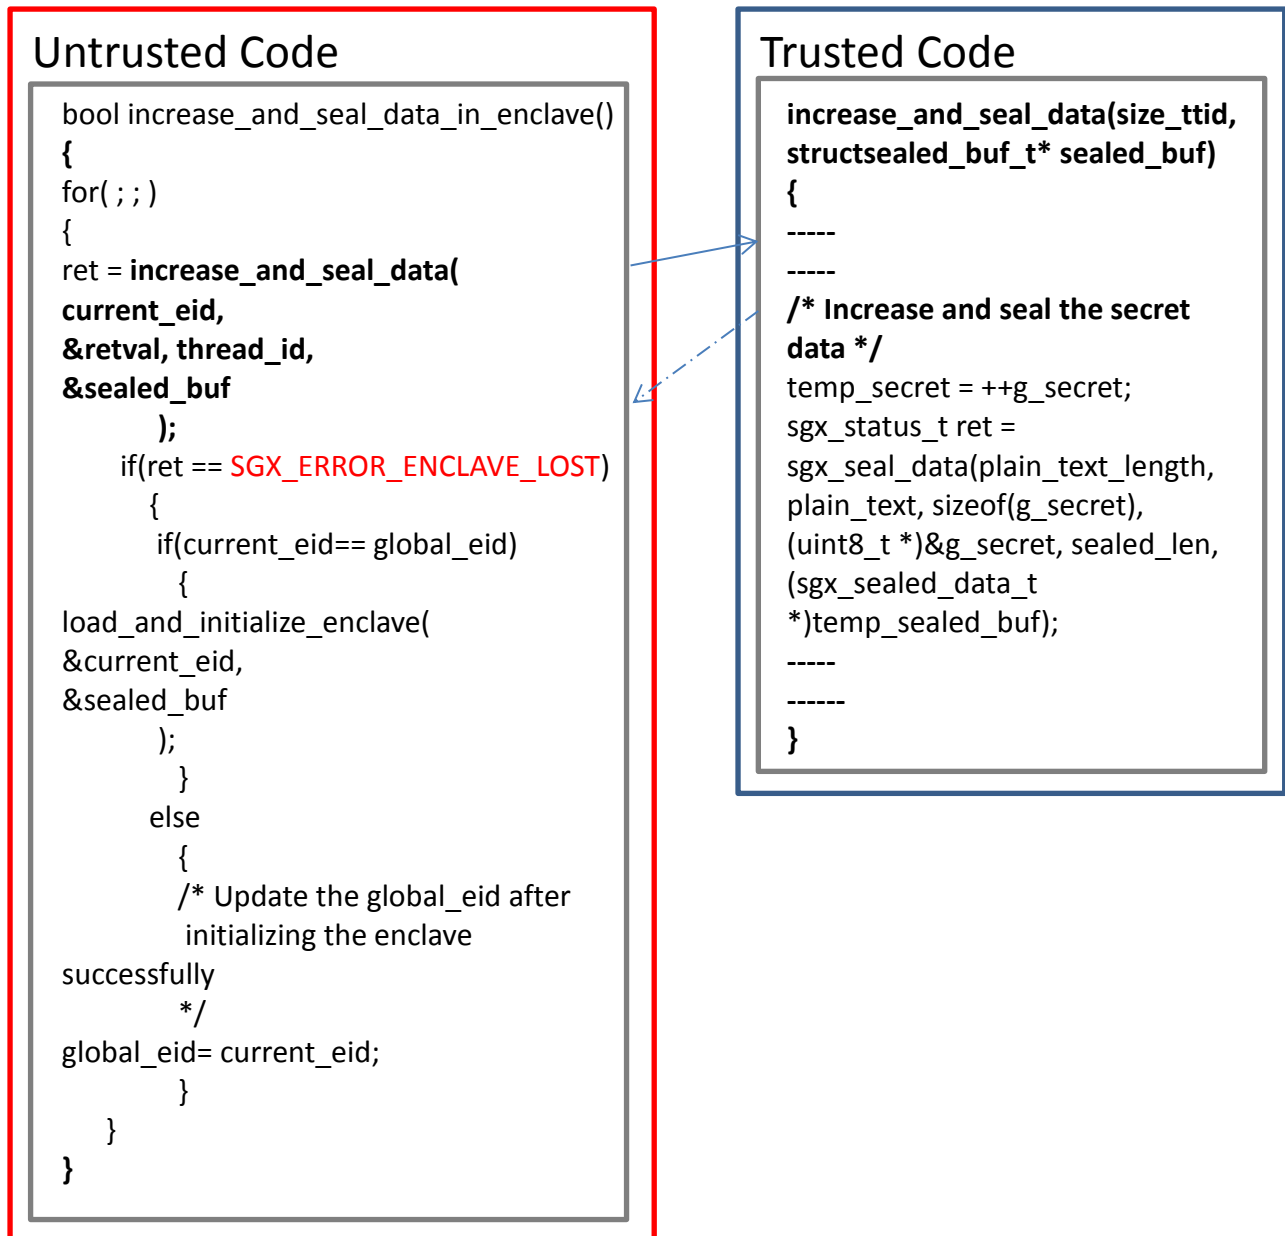 Untrusted Code
bool increase_and_seal_data_in_enclave()
{
for( ; ; )
{
ret = increase_and_seal_data(
current_eid,
&retval, thread_id,
&sealed_buf
);
if(ret == SGX_ERROR_ENCLAVE_LOST)
{
if(current_eid== global_eid)
{
load_and_initialize_enclave(
&current_eid,
&sealed_buf
);
}
else
{
/* Update the global_eid after
initializing the enclave
successfully
*/
global_eid= current_eid;
}
}
}
Trusted Code
increase_and_seal_data(size_ttid,
structsealed_buf_t* sealed_buf)
{
-----
-----
/* Increase and seal the secret
data */
temp_secret = ++g_secret;
sgx_status_t ret =
sgx_seal_data(plain_text_length,
plain_text, sizeof(g_secret),
(uint8_t *)&g_secret, sealed_len,
(sgx_sealed_data_t
*)temp_sealed_buf);
-----
------
}